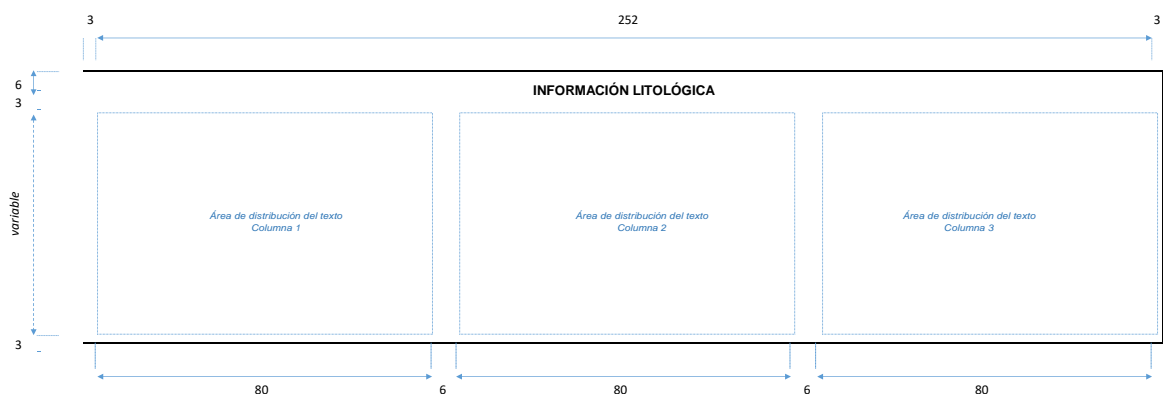 3 252 3
6
3
INFORMACIÓN LITOLÓGICA
variable
Área de distribución del texto
Columna 1
Área de distribución del texto
Columna 2
Área de distribución del texto
Columna 3
3
80 6 80 6 80